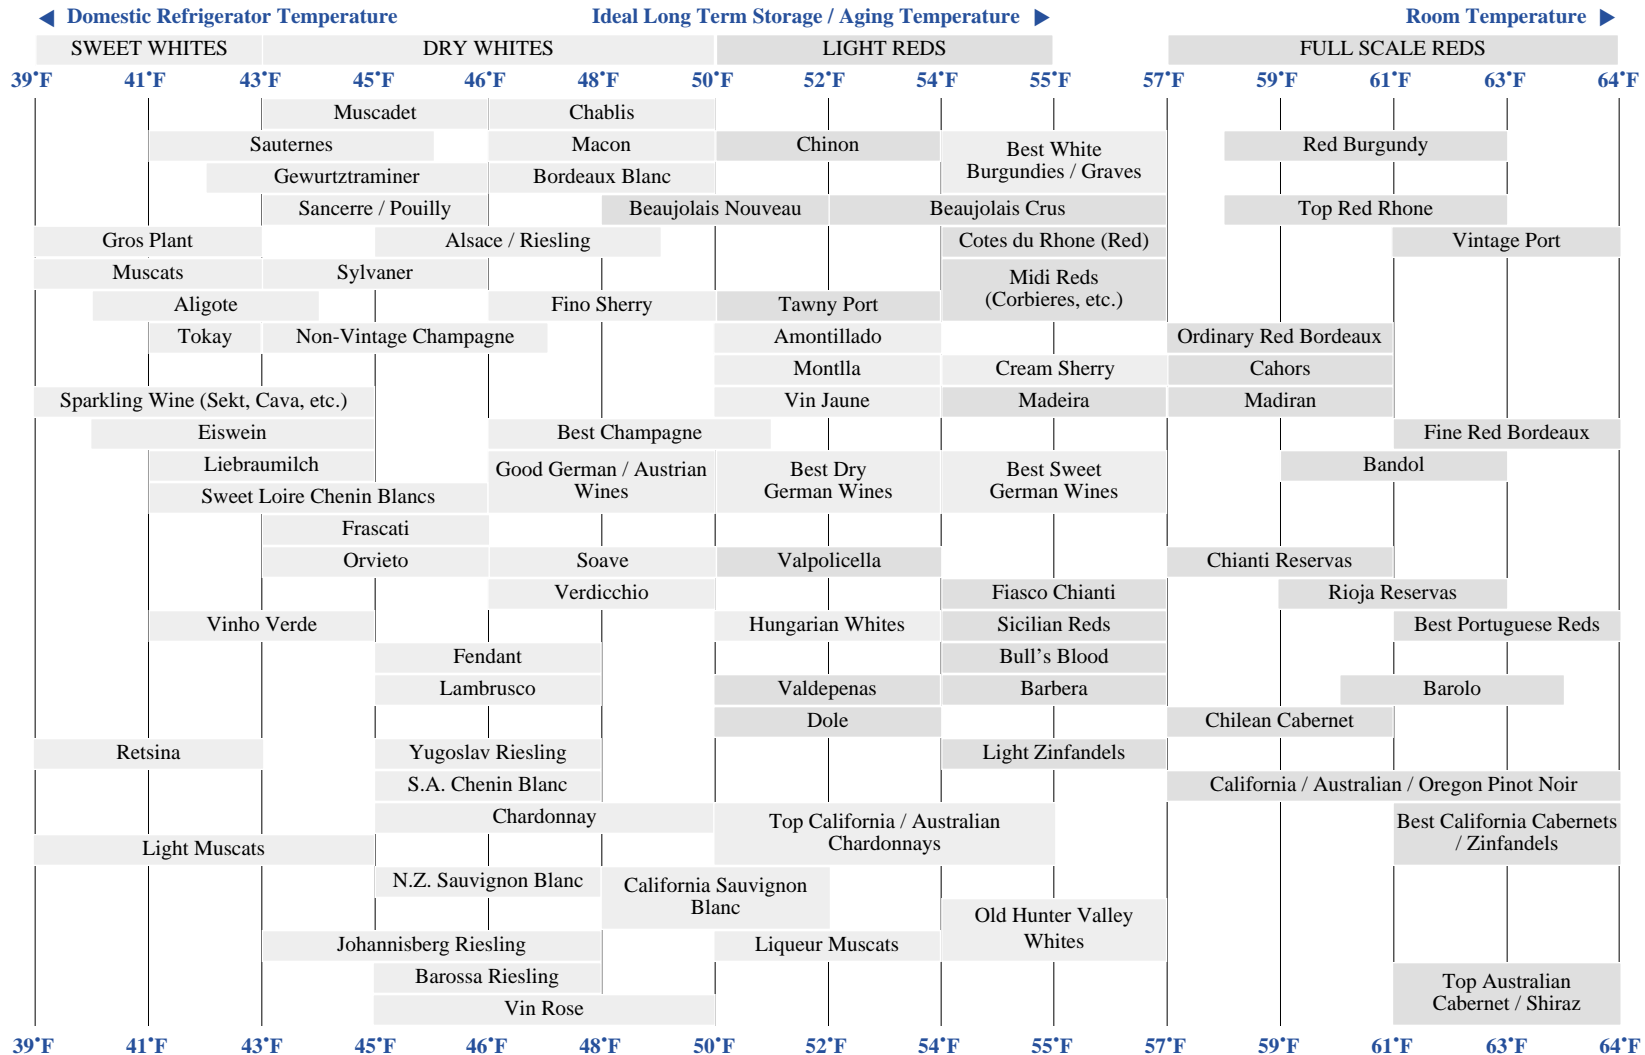 ◀ Domestic Refrigerator Temperature Ideal Long Term Storage / Aging Temperature ▶ Room Temperature ▶
SWEET WHITES DRY WHITES LIGHT REDS FULL SCALE REDS
39˚F 41˚F 43˚F 45˚F 46˚F 48˚F 50˚F 52˚F 54˚F 55˚F 57˚F 59˚F 61˚F 63˚F 64˚F
Muscadet Chablis
Sauternes Macon Chinon Red Burgundy
Best White
Burgundies / Graves
Gewurtztraminer Bordeaux Blanc
Sancerre / Pouilly Beaujolais Nouveau Beaujolais Crus Top Red Rhone
Gros Plant Alsace / Riesling Cotes du Rhone (Red) Vintage Port
Muscats Sylvaner
Midi Reds
(Corbieres, etc.)
Aligote Fino Sherry Tawny Port
Tokay Non-Vintage Champagne Amontillado Ordinary Red Bordeaux
Montlla Cream Sherry Cahors
Sparkling Wine (Sekt, Cava, etc.) Vin Jaune Madeira Madiran
Eiswein Best Champagne Fine Red Bordeaux
Liebraumilch Bandol
Good German / Austrian
Wines
Best Dry
German Wines
Best Sweet
German Wines
Sweet Loire Chenin Blancs
Frascati
Orvieto Soave Valpolicella Chianti Reservas
Verdicchio Fiasco Chianti Rioja Reservas
Vinho Verde Hungarian Whites Sicilian Reds Best Portuguese Reds
Fendant Bull's Blood
Lambrusco Valdepenas Barbera Barolo
Dole Chilean Cabernet
Retsina Yugoslav Riesling Light Zinfandels
S.A. Chenin Blanc California / Australian / Oregon Pinot Noir
Chardonnay
Top California / Australian
Chardonnays
Best California Cabernets
/ Zinfandels
Light Muscats
N.Z. Sauvignon Blanc
California Sauvignon
Blanc
Old Hunter Valley
Whites
Johannisberg Riesling Liqueur Muscats
Barossa Riesling
Top Australian
Cabernet / Shiraz
Vin Rose
39˚F 41˚F 43˚F 45˚F 46˚F 48˚F 50˚F 52˚F 54˚F 55˚F 57˚F 59˚F 61˚F 63˚F 64˚F